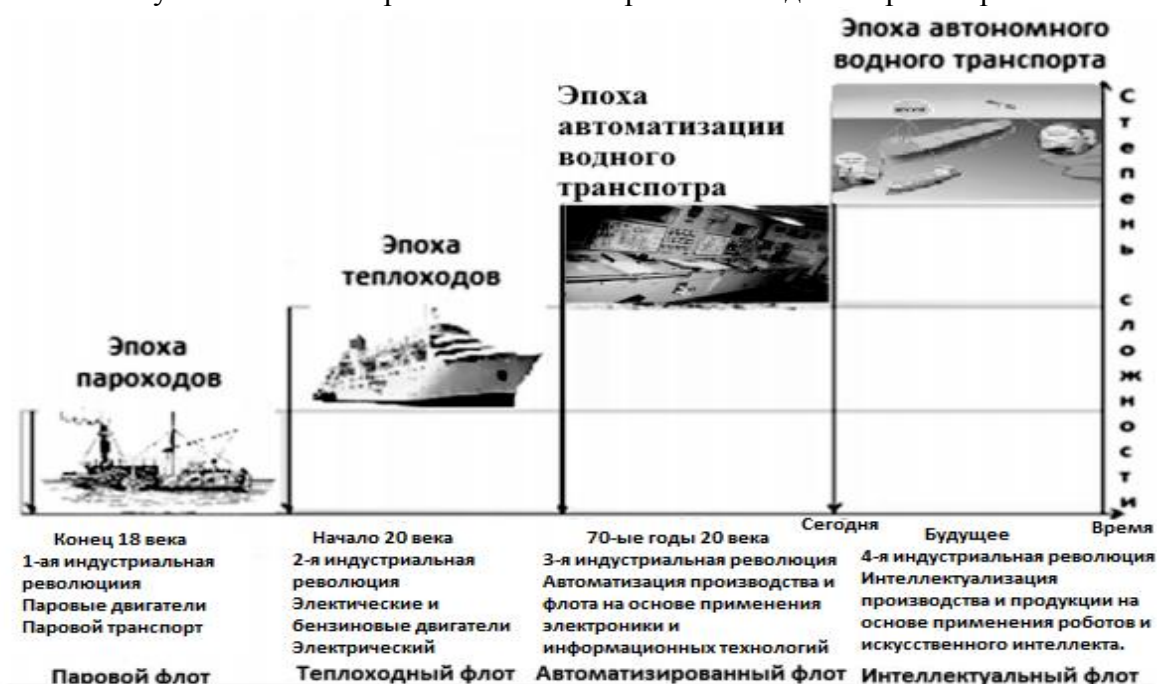 Эпоха автономного
водного транспорта
Эпоха
автоматизации
водного
транспотра
Эпоха
теплоходов
Эпоха
пароходов
Степень сложности
Сегодня
Время
Конец 18 века
1-ая индустриальная
революциия
Паровые двигатели
Паровой транспорт
Паровой флот
Начало 20 века
2-я индустриальная
революция
Электические и
бензиновые двигатели
Электрический
Теплоходный флот
70-ые годы 20 века
3-я индустриальная революция
Автоматизация производства и
флота на основе применения
электроники и
информационных технологий
Автоматизированный флот
Будущее
4-я индустриальная революция
Интеллектуализация
производства и продукции на
основе применения роботов и
искусственного интеллекта.
Интеллектуальный флот